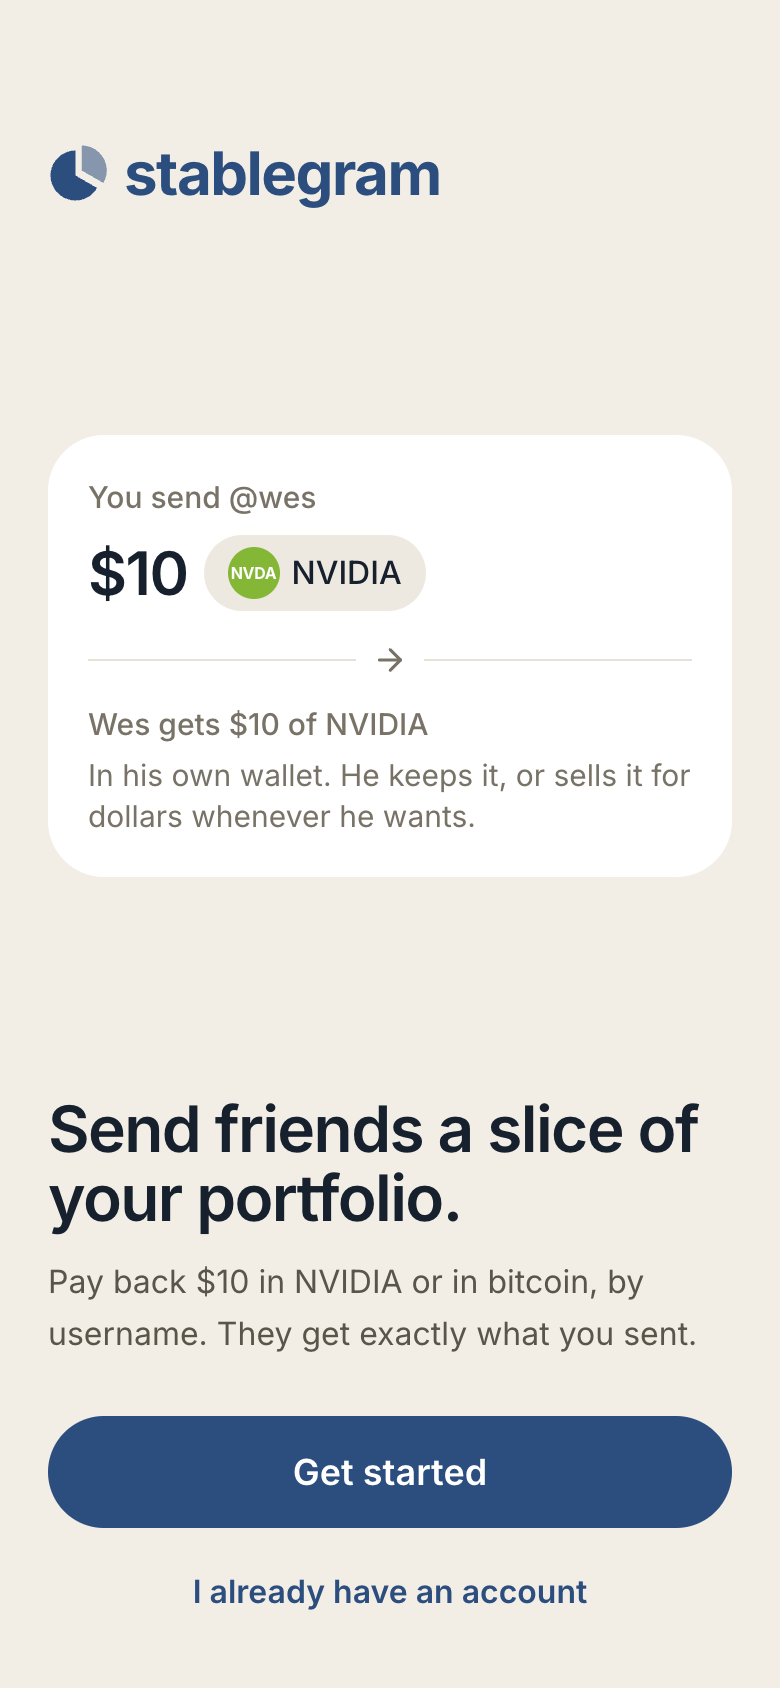 stablegram
You send @wes
$10 NVDA NVIDIA
Wes gets $10 of NVIDIA
In his own wallet. He keeps it, or sells it for
dollars whenever he wants.
Send friends a slice of
your portfolio.
Pay back $10 in NVIDIA or in bitcoin, by
username. They get exactly what you sent.
Get started
I already have an account